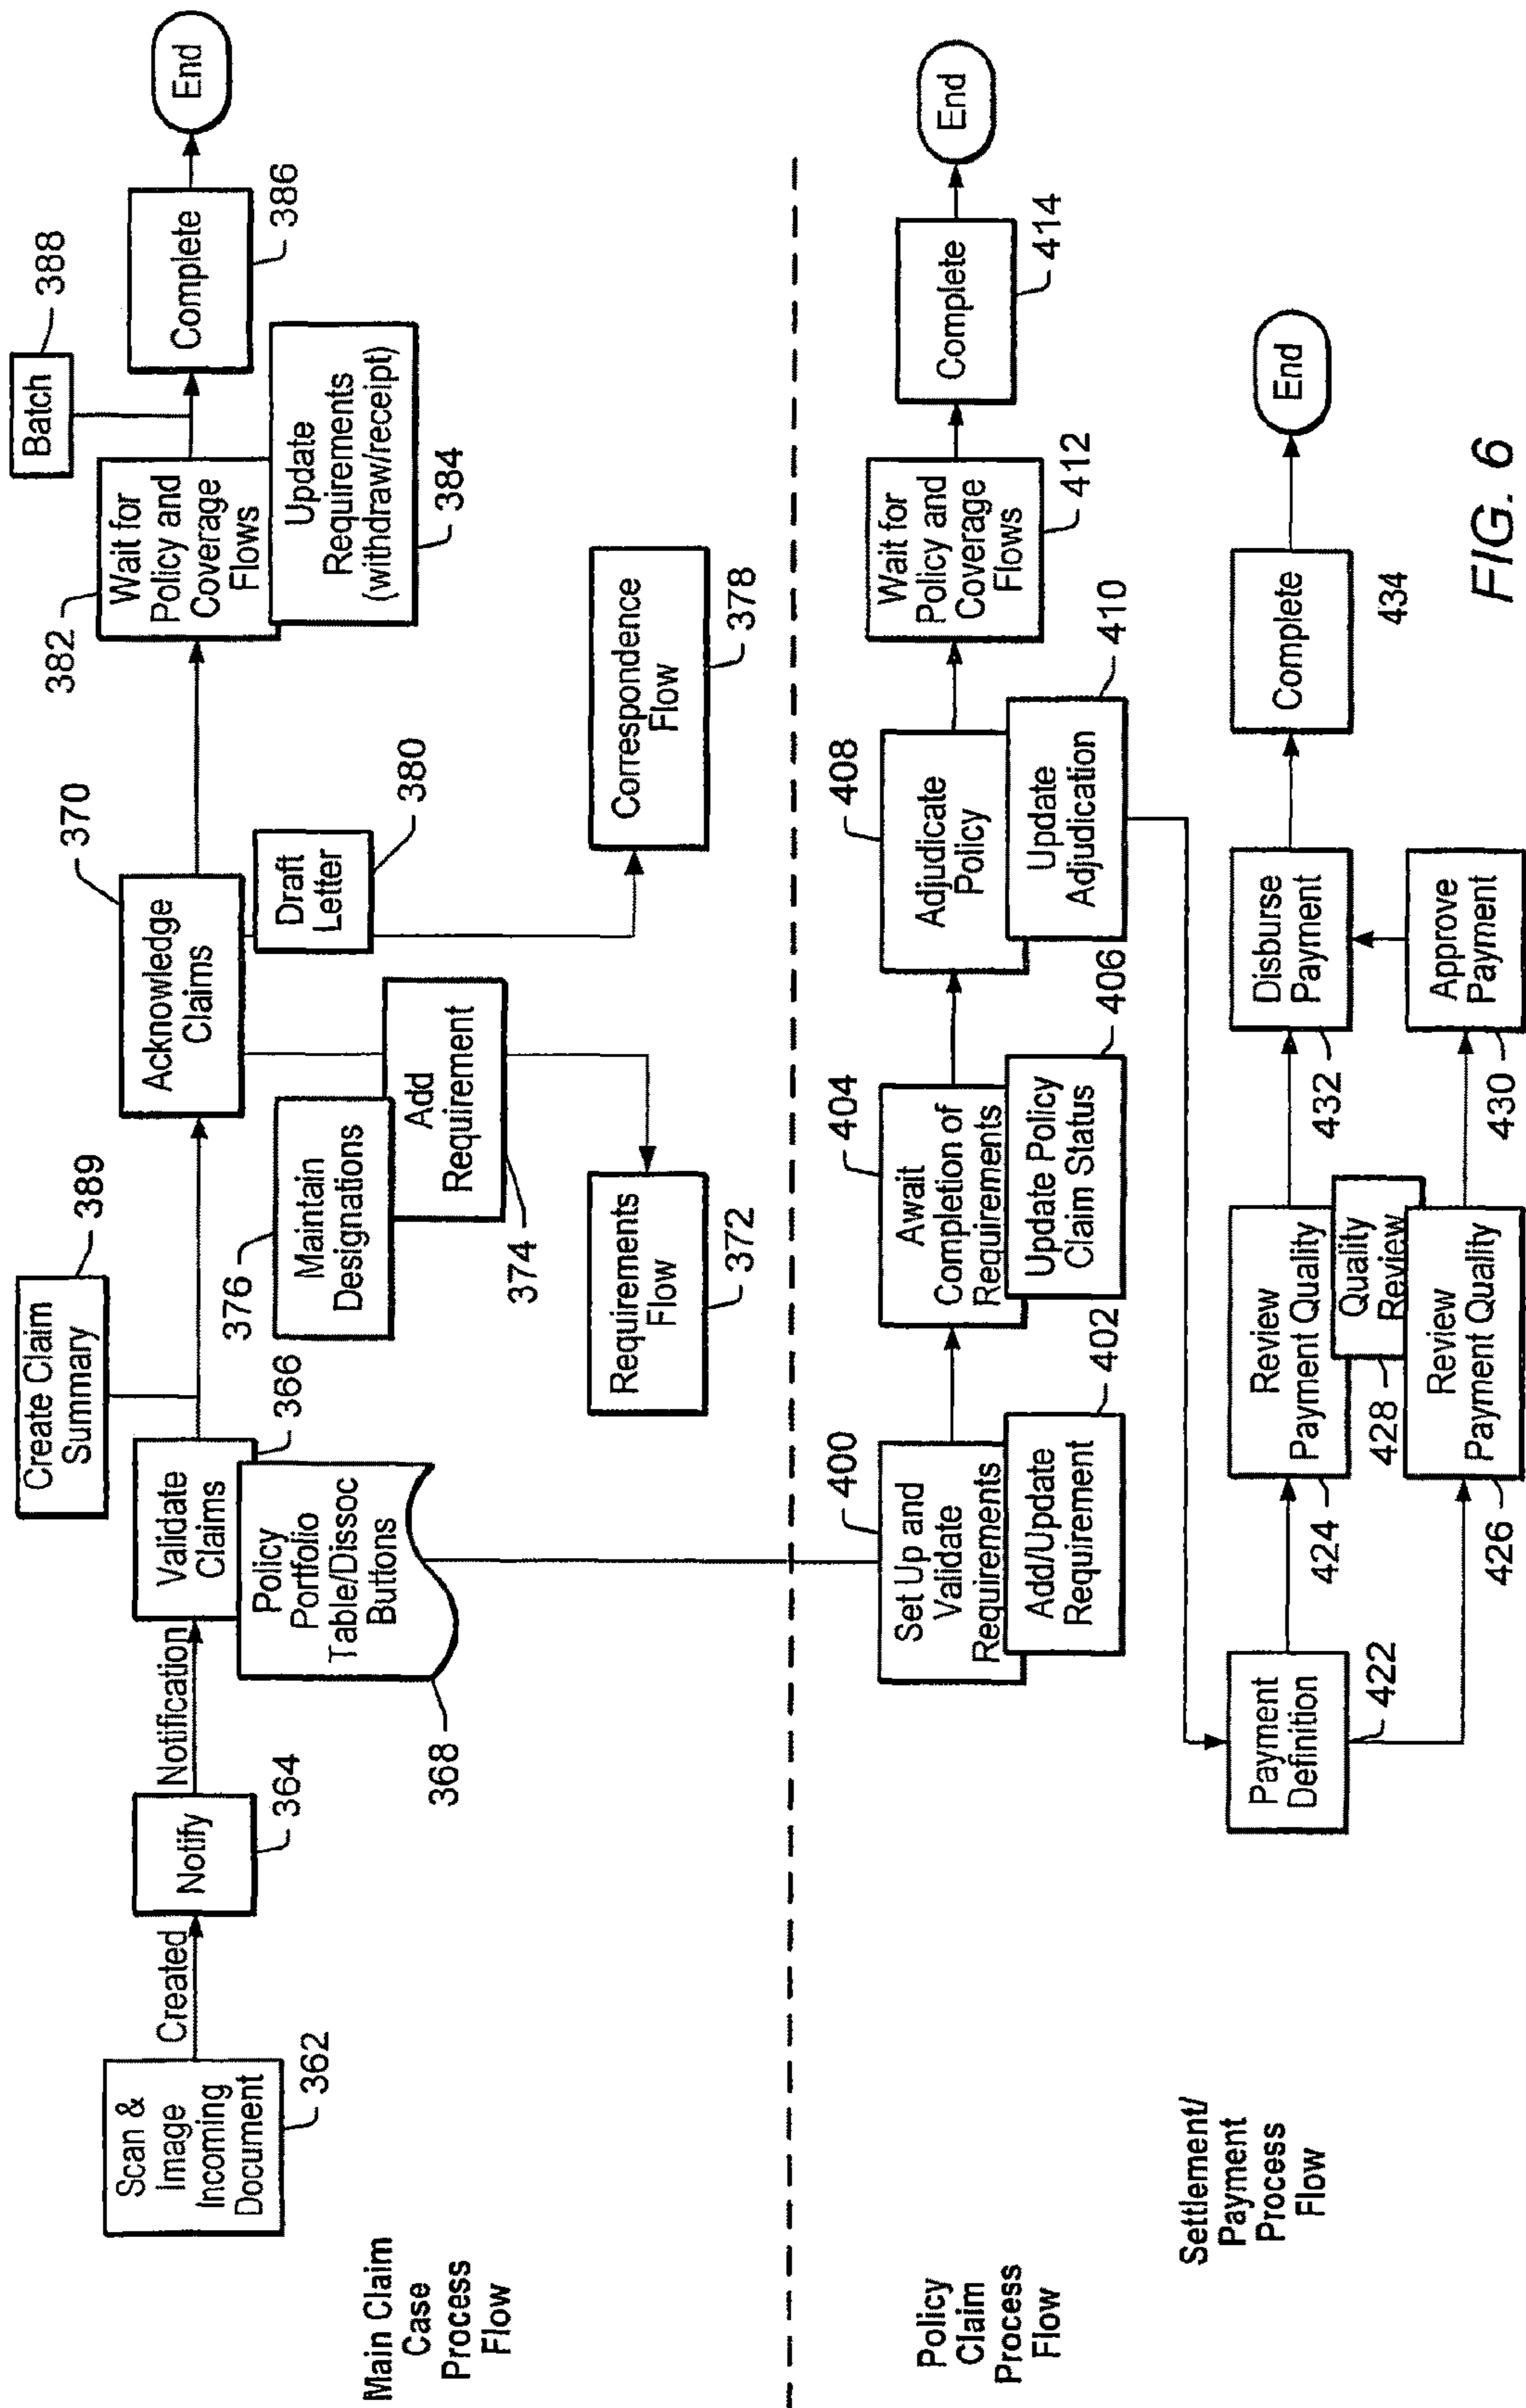 Main Claim
Case
Process
Flow
Scan &
Image
Incoming
Document
362
Created
Notify
364
Notification
Validate
Claims
366
Policy
Portfolio
Table/Dissoc
Buttons
368
Create Claim
Summary
389
Acknowledge
Claims
370
Maintain
Designations
376
Add
Requirement
374
Requirements
Flow
372
Draft
Letter
380
Correspondence
Flow
378
382
Wait for
Policy and
Coverage
Flows
Update
Requirements
(withdraw/receipt)
384
Batch
388
Complete
386
End
Policy
Claim
Process
Flow
400
Set Up and
Validate
Requirements
Add/Update
Requirement
402
404
Await
Completion of
Requirements
Update Policy
Claim Status
406
408
Adjudicate
Policy
Update
Adjudication
410
Wait for
Policy and
Coverage
Flows
412
Complete
414
End
Settlement/
Payment
Process
Flow
Payment
Definition
422
Review
Payment Quality
424
Quality
Review
428
Review
Payment Quality
426
Disburse
Payment
432
Approve
Payment
430
Complete
434
End
FIG. 6